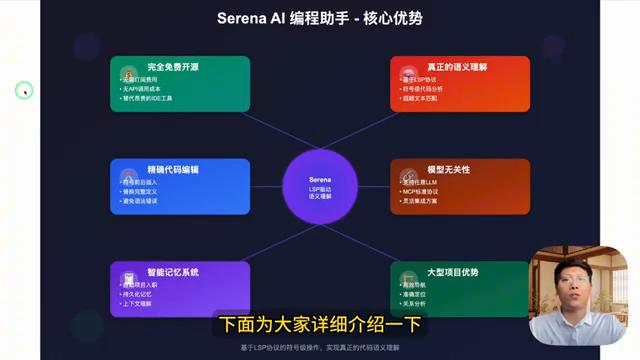 Serena AI 编程助手 - 核心优势
完全免费开源
• 无需订阅费用
• 无API调用成本
• 替代昂贵的IDE工具
真正的语义理解
• 基于LSP协议
• 符号级代码分析
• 超越文本匹配
精确代码编辑
• 符号前后插入
• 替换完整定义
• 避免语法错误
Serena
LSP驱动
语义理解
模型无关性
• 支持任意LLM
• MCP标准协议
• 灵活集成方案
智能记忆系统
• 自动项目入职
• 持久化记忆
• 上下文理解
大型项目优势
• 高效导航
• 准确定位
• 关系分析
下面为大家详细介绍一下
基于LSP协议的符号级操作，实现真正的代码语义理解